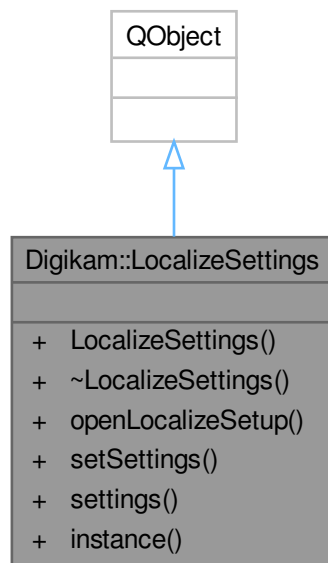 QObject
Digikam::LocalizeSettings
+ LocalizeSettings()
+ ~LocalizeSettings()
+ openLocalizeSetup()
+ setSettings()
+ settings()
+ instance()